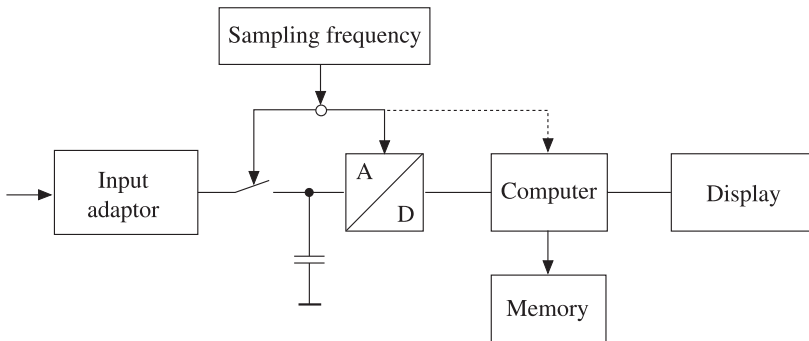 Sampling frequency
Input
adaptor
A
D
Computer
Display
Memory